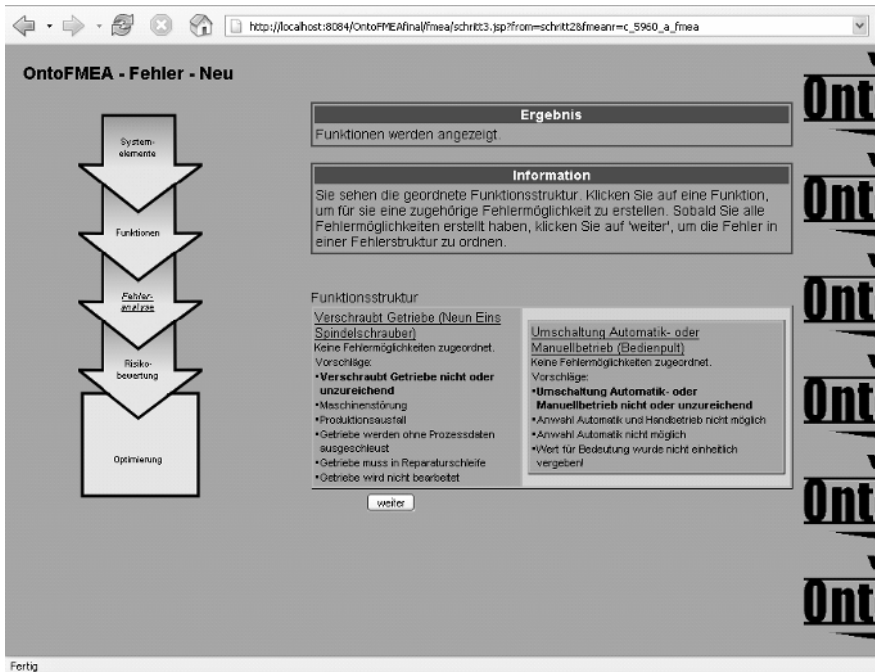 http://localhost:8084/OntoFMEAfinal/fmea/schritt3.jsp?from=schritt2&fmeanr=c_5960_a_fmea
OntoFMEA - Fehler - Neu
System-
elemente
Funktionen
Fehler-
analyse
Risiko-
bewertung
Optimierung
Ergebnis
Funktionen werden angezeigt.
Information
Sie sehen die geordnete Funktionsstruktur. Klicken Sie auf eine Funktion,
um für sie eine zugehörige Fehlermöglichkeit zu erstellen. Sobald Sie alle
Fehlermöglichkeiten erstellt haben, klicken Sie auf 'weiter', um die Fehler in
einer Fehlerstruktur zu ordnen.
Funktionsstruktur
Verschraubt Getriebe (Neun Eins
Spindelschrauber)
Keine Fehlermöglichkeiten zugeordnet.
Vorschläge:
•Verschraubt Getriebe nicht oder
unzureichend
•Maschinenstörung
•Produktionsausfall
•Getriebe werden ohne Prozessdaten
ausgeschleust
•Getriebe muss in Reparaturschleife
•Getriebe wird nicht bearbeitet
Umschaltung Automatik- oder
Manuellbetrieb (Bedienpult)
Keine Fehlermöglichkeiten zugeordnet.
Vorschläge:
•Umschaltung Automatik- oder
Manuellbetrieb nicht oder unzureichend
•Anwahl Automatik und Handbetrieb nicht möglich
•Anwahl Automatik nicht möglich
•Wert für Bedeutung wurde nicht einheitlich
vergeben!
weiter
Ont
Ont
Ont
Ont
Ont
Ont
Fertig